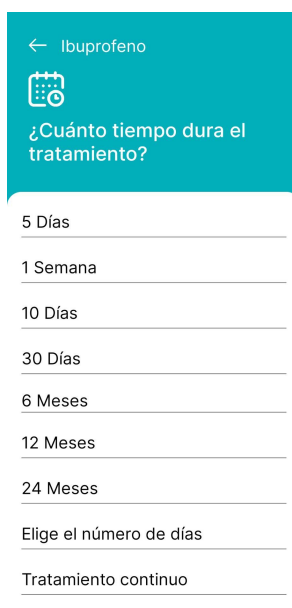 Ibuprofeno
¿Cuánto tiempo dura el
tratamiento?
5 Días
1 Semana
10 Días
30 Días
6 Meses
12 Meses
24 Meses
Elige el número de días
Tratamiento continuo